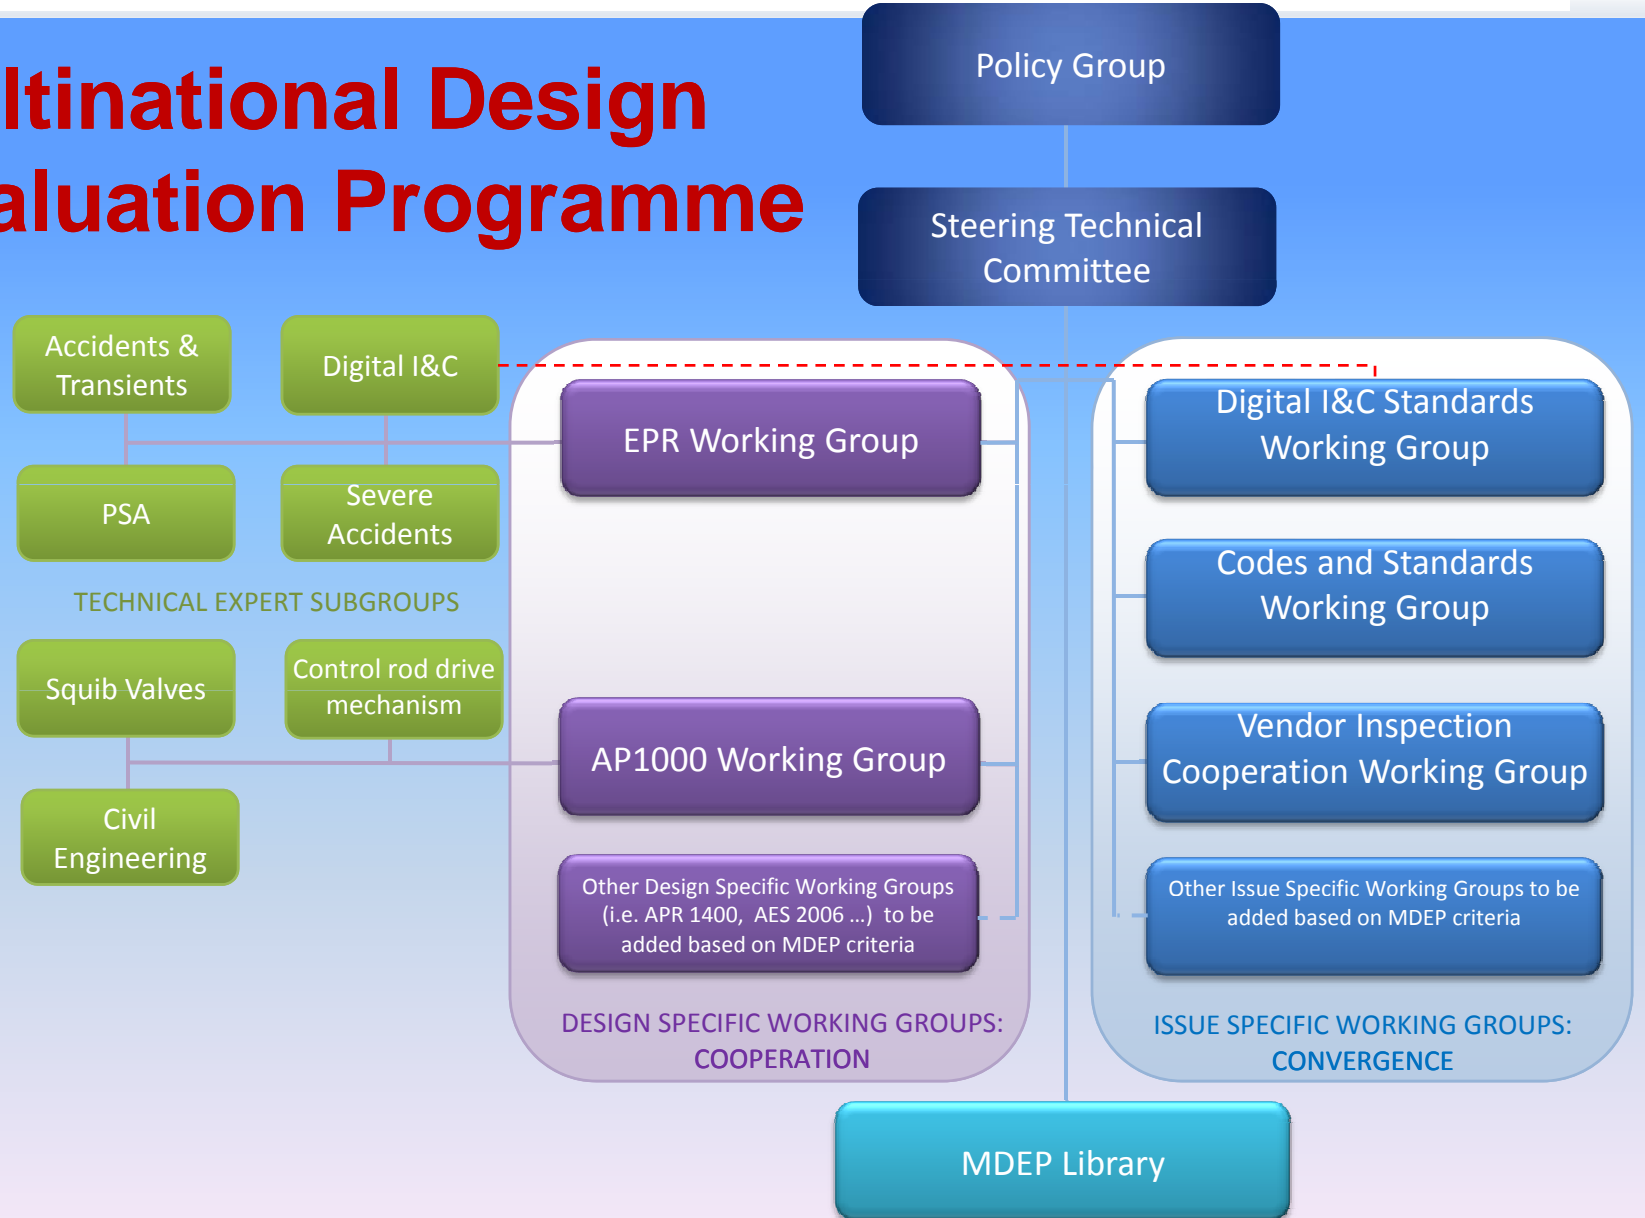 ltinational Design
aluation Programme
Policy Group
Steering Technical
Committee
Accidents &
Transients
Digital I&C
PSA
Severe
Accidents
TECHNICAL EXPERT SUBGROUPS
Squib Valves
Control rod drive
mechanism
Civil
Engineering
EPR Working Group
AP1000 Working Group
Other Design Specific Working Groups
(i.e. APR 1400, AES 2006 ...) to be
added based on MDEP criteria
DESIGN SPECIFIC WORKING GROUPS:
COOPERATION
Digital I&C Standards
Working Group
Codes and Standards
Working Group
Vendor Inspection
Cooperation Working Group
Other Issue Specific Working Groups to be
added based on MDEP criteria
ISSUE SPECIFIC WORKING GROUPS:
CONVERGENCE
MDEP Library